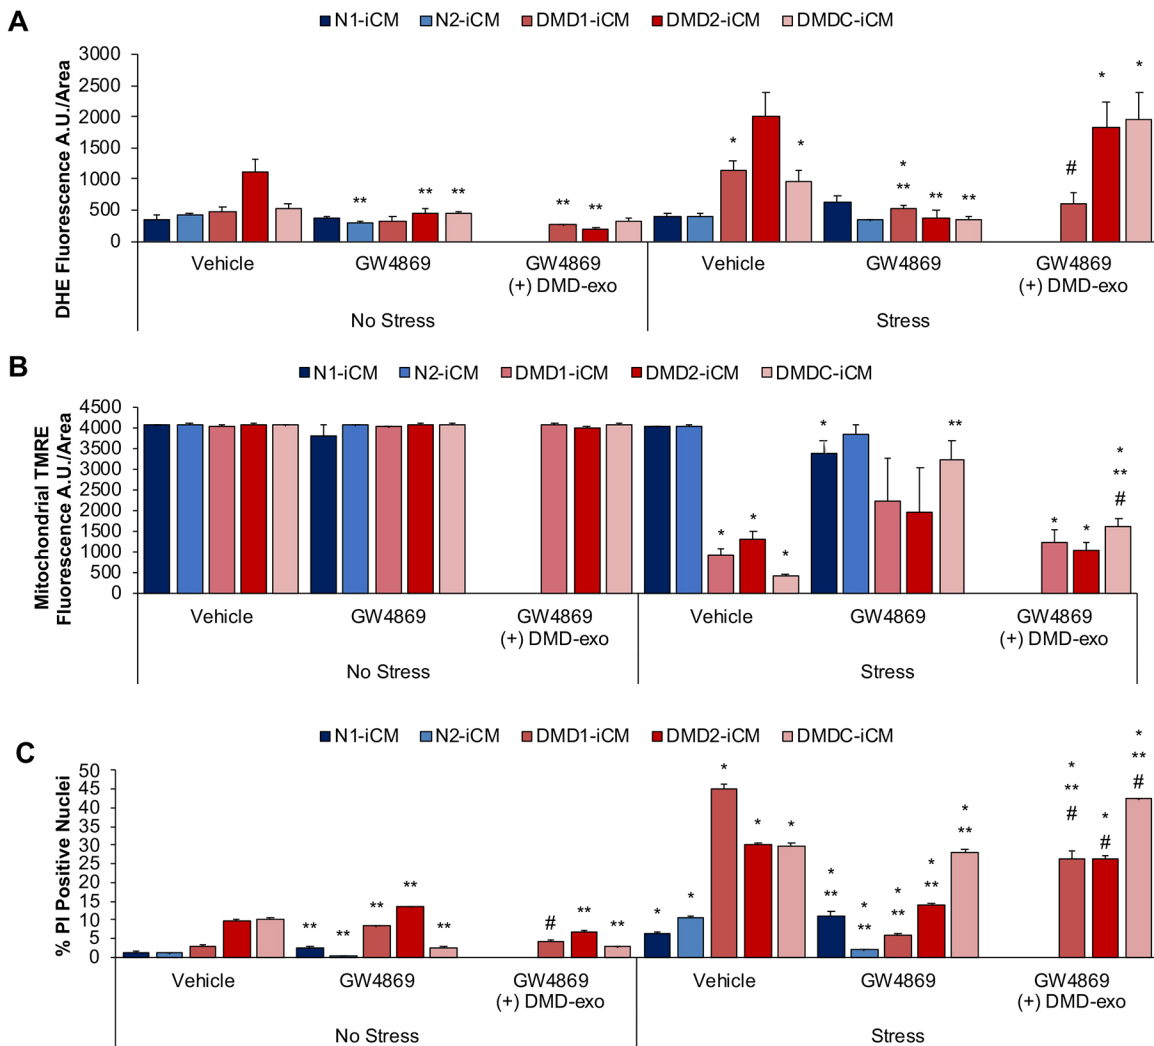 A
N1-iCM N2-iCM DMD1-iCM DMD2-iCM DMDC-iCM
DHE Fluorescence A.U./Area
3000
2500
2000
1500
1000
500
0
** ** ** ** ** * * * ** ** ** # * *
Vehicle GW4869 GW4869 Vehicle GW4869 GW4869
(+) DMD-exo (+) DMD-exo
No Stress Stress
B
N1-iCM N2-iCM DMD1-iCM DMD2-iCM DMDC-iCM
Mitochondrial TMRE
Fluorescence A.U./Area
4500
4000
3500
3000
2500
2000
1500
1000
500
0
* * * * ** * * * ** #
Vehicle GW4869 GW4869 Vehicle GW4869 GW4869
(+) DMD-exo (+) DMD-exo
No Stress Stress
C
N1-iCM N2-iCM DMD1-iCM DMD2-iCM DMDC-iCM
% PI Positive Nuclei
50
45
40
35
30
25
20
15
10
5
0
** ** ** ** ** # ** ** * * * * * * ** * ** * ** * ** * ** * ** # * # * ** #
Vehicle GW4869 GW4869 Vehicle GW4869 GW4869
(+) DMD-exo (+) DMD-exo
No Stress Stress